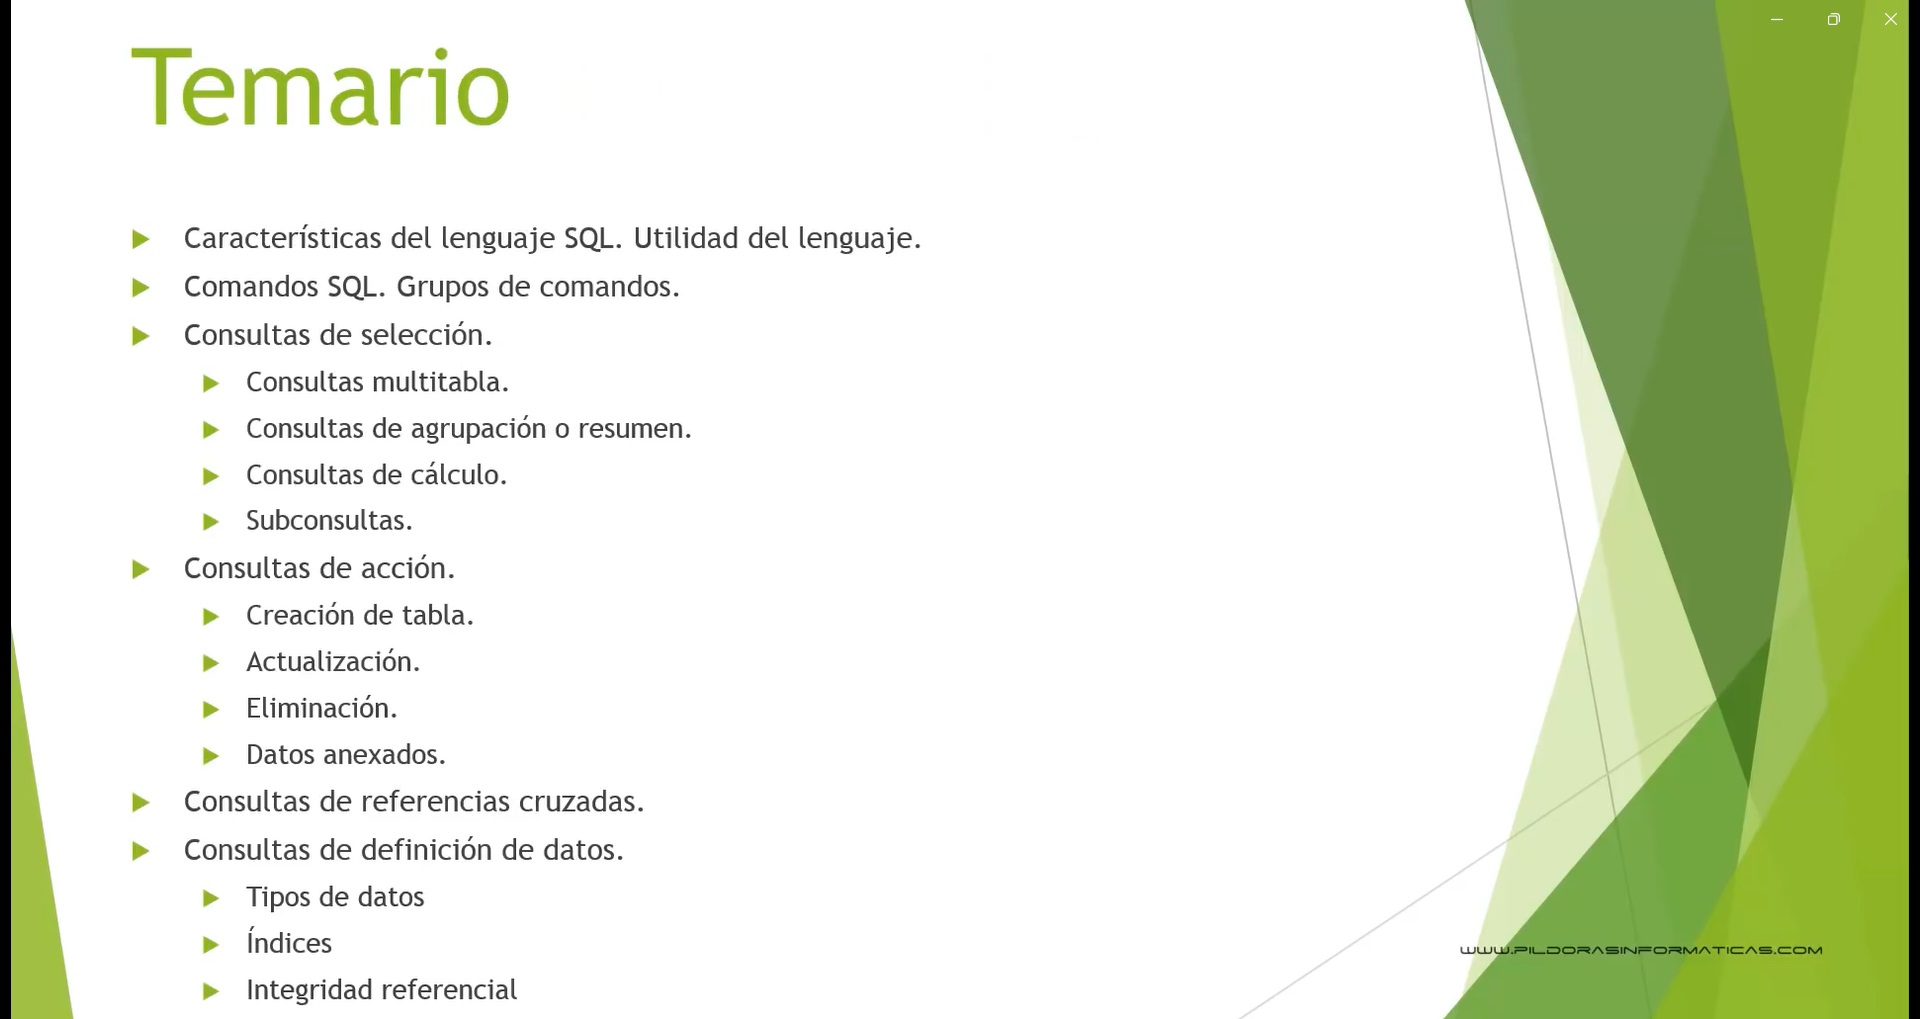 Temario
Características del lenguaje SQL. Utilidad del lenguaje.
Comandos SQL. Grupos de comandos.
Consultas de selección.
Consultas multitabla.
Consultas de agrupación o resumen.
Consultas de cálculo.
Subconsultas.
Consultas de acción.
Creación de tabla.
Actualización.
Eliminación.
Datos anexados.
Consultas de referencias cruzadas.
Consultas de definición de datos.
Tipos de datos
Índices
Integridad referencial
WWW.PILDORASINFORMATICAS.COM